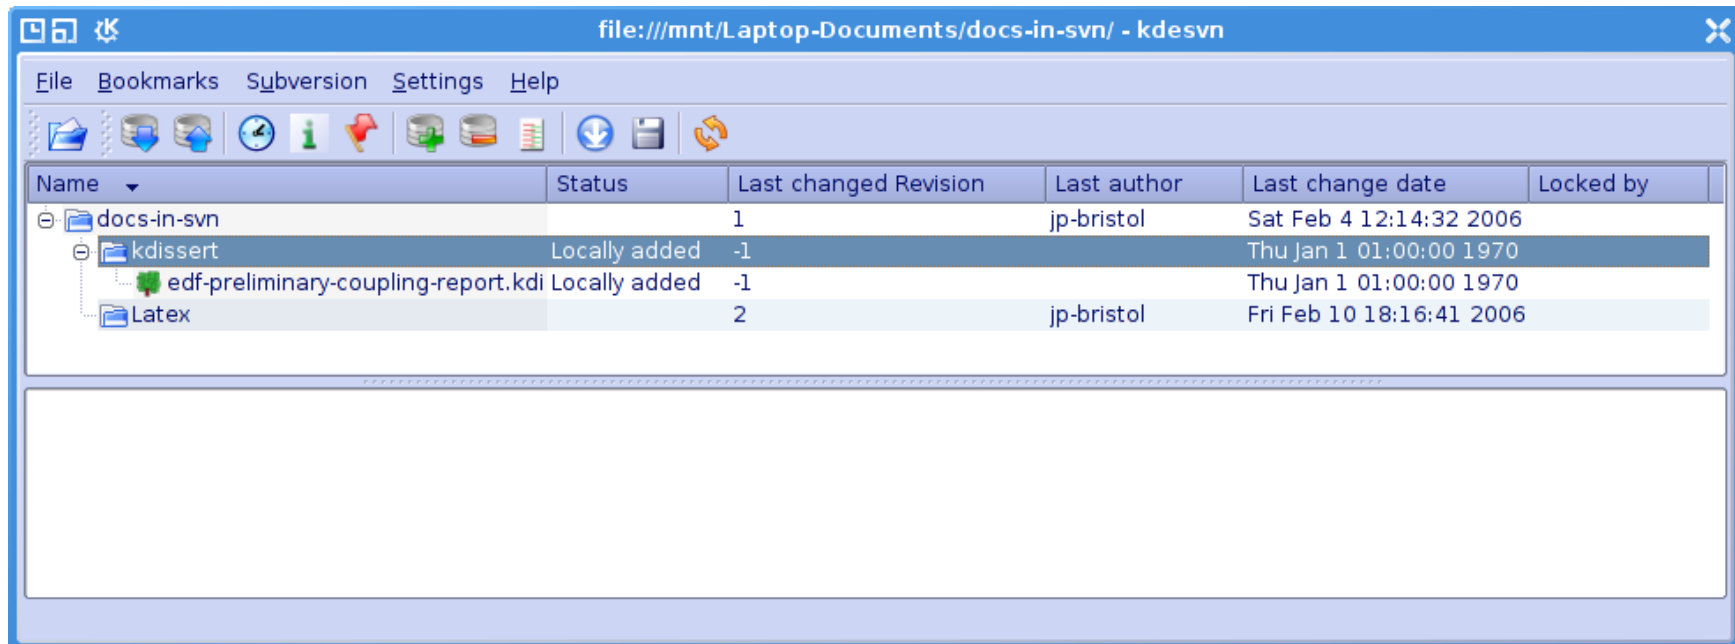 file:///mnt/Laptop-Documents/docs-in-svn/ - kdesvn
File Bookmarks Subversion Settings Help
Name Status Last changed Revision Last author Last change date Locked by
docs-in-svn 1 jp-bristol Sat Feb 4 12:14:32 2006
kdissert Locally added -1 Thu Jan 1 01:00:00 1970
edf-preliminary-coupling-report.kdi Locally added -1 Thu Jan 1 01:00:00 1970
Latex 2 jp-bristol Fri Feb 10 18:16:41 2006